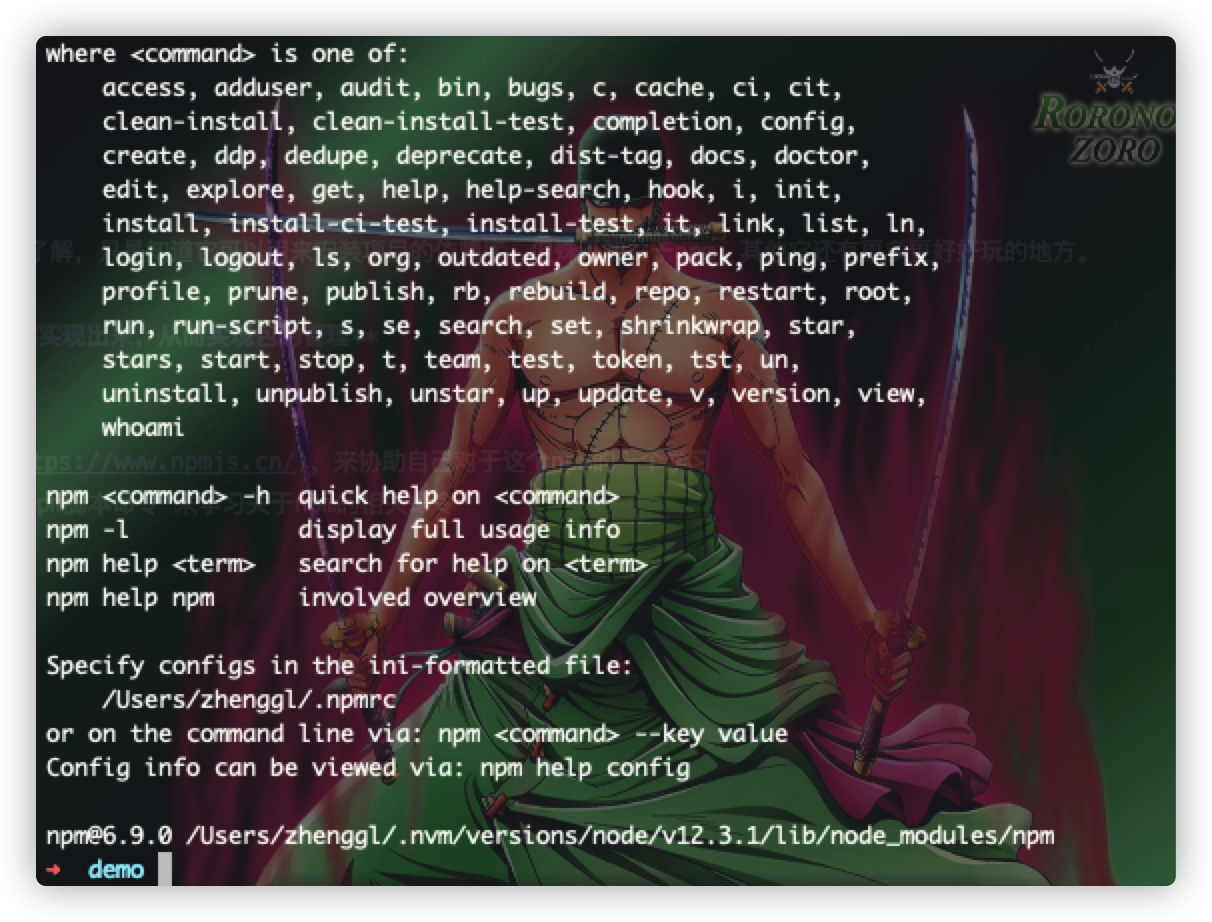 where <command> is one of:
    access, adduser, audit, bin, bugs, c, cache, ci, cit,
    clean-install, clean-install-test, completion, config,
    create, ddp, dedupe, deprecate, dist-tag, docs, doctor,
    edit, explore, get, help, help-search, hook, i, init,
    install, install-ci-test, install-test, it, link, list, ln,
    login, logout, ls, org, outdated, owner, pack, ping, prefix,
    profile, prune, publish, rb, rebuild, repo, restart, root,
    run, run-script, s, se, search, set, shrinkwrap, star,
    stars, start, stop, t, team, test, token, tst, un,
    uninstall, unpublish, unstar, up, update, v, version, view,
    whoami
npm <command> -h  quick help on <command>
npm -l            display full usage info
npm help <term>   search for help on <term>
npm help npm      involved overview
Specify configs in the ini-formatted file:
    /Users/zhenggl/.npmrc
or on the command line via: npm <command> --key value
Config info can be viewed via: npm help config
npm@6.9.0 /Users/zhenggl/.nvm/versions/node/v12.3.1/lib/node_modules/npm
➜  demo
RORONO
ZORO